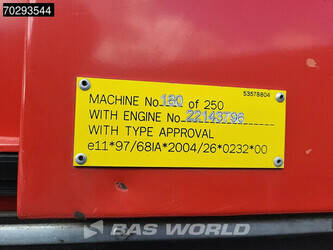 70293544
53578804
MACHINE No 180 of 250
WITH ENGINE No 22143796
WITH TYPE APPROVAL
e11*97/68IA*2004/26*0232*00
BAS WORLD